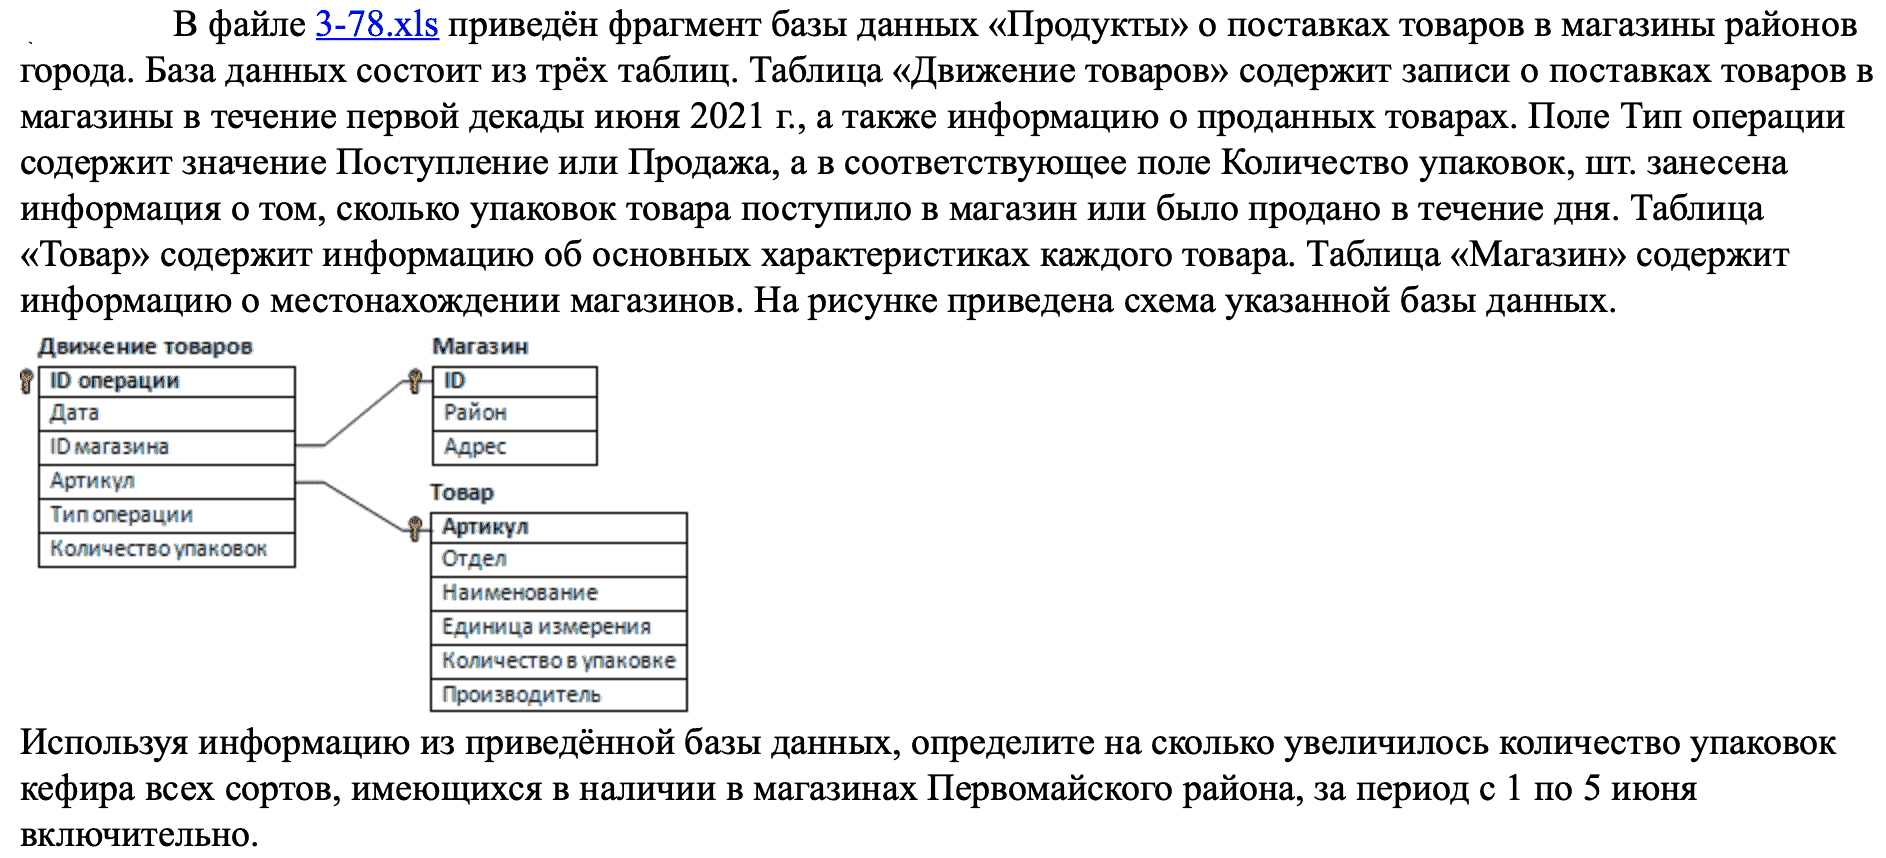 В файле 3-78.xls приведён фрагмент базы данных «Продукты» о поставках товаров в магазины районов
города. База данных состоит из трёх таблиц. Таблица «Движение товаров» содержит записи о поставках товаров в
магазины в течение первой декады июня 2021 г., а также информацию о проданных товарах. Поле Тип операции
содержит значение Поступление или Продажа, а в соответствующее поле Количество упаковок, шт. занесена
информация о том, сколько упаковок товара поступило в магазин или было продано в течение дня. Таблица
«Товар» содержит информацию об основных характеристиках каждого товара. Таблица «Магазин» содержит
информацию о местонахождении магазинов. На рисунке приведена схема указанной базы данных.
Движение товаров
ID операции
Дата
ID магазина
Артикул
Тип операции
Количество упаковок
Магазин
ID
Район
Адрес
Товар
Артикул
Отдел
Наименование
Единица измерения
Количество в упаковке
Производитель
Используя информацию из приведённой базы данных, определите на сколько увеличилось количество упаковок
кефира всех сортов, имеющихся в наличии в магазинах Первомайского района, за период с 1 по 5 июня
включительно.